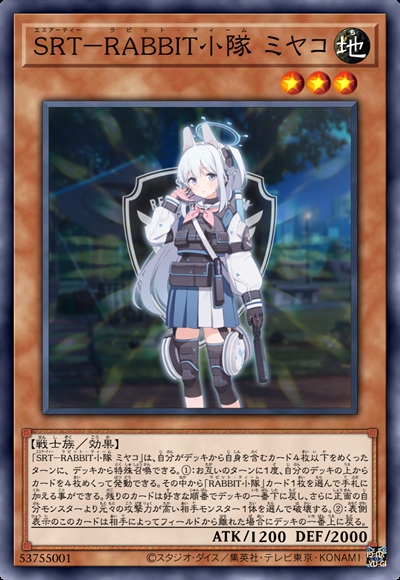 エスアーティー ラビット・ティーム
SRT－RABBIT小隊 ミヤコ
地
【戦士族／効果】
「SRT－RABBIT小隊 ミヤコ」は、自分がデッキから自身を含むカード4枚以下をめくった
ターンに、デッキから特殊召喚できる。①：お互いのターンに1度、自分のデッキの上から
カードを4枚めくって発動できる。その中から「RABBIT小隊」カード1枚選んで手札に
加える事ができる。残りのカードは好きな順番でデッキの一番下に戻し、さらに正面の自
分モンスターより元々の攻撃力が高い相手モンスター1体を選んで破壊する。②：表側
表示のこのカードは相手によってフィールドから離れた場合にデッキの一番上に戻る。
ATK/1200 DEF/2000
53755001
©スタジオ・ダイス／集英社・テレビ東京・KONAMI